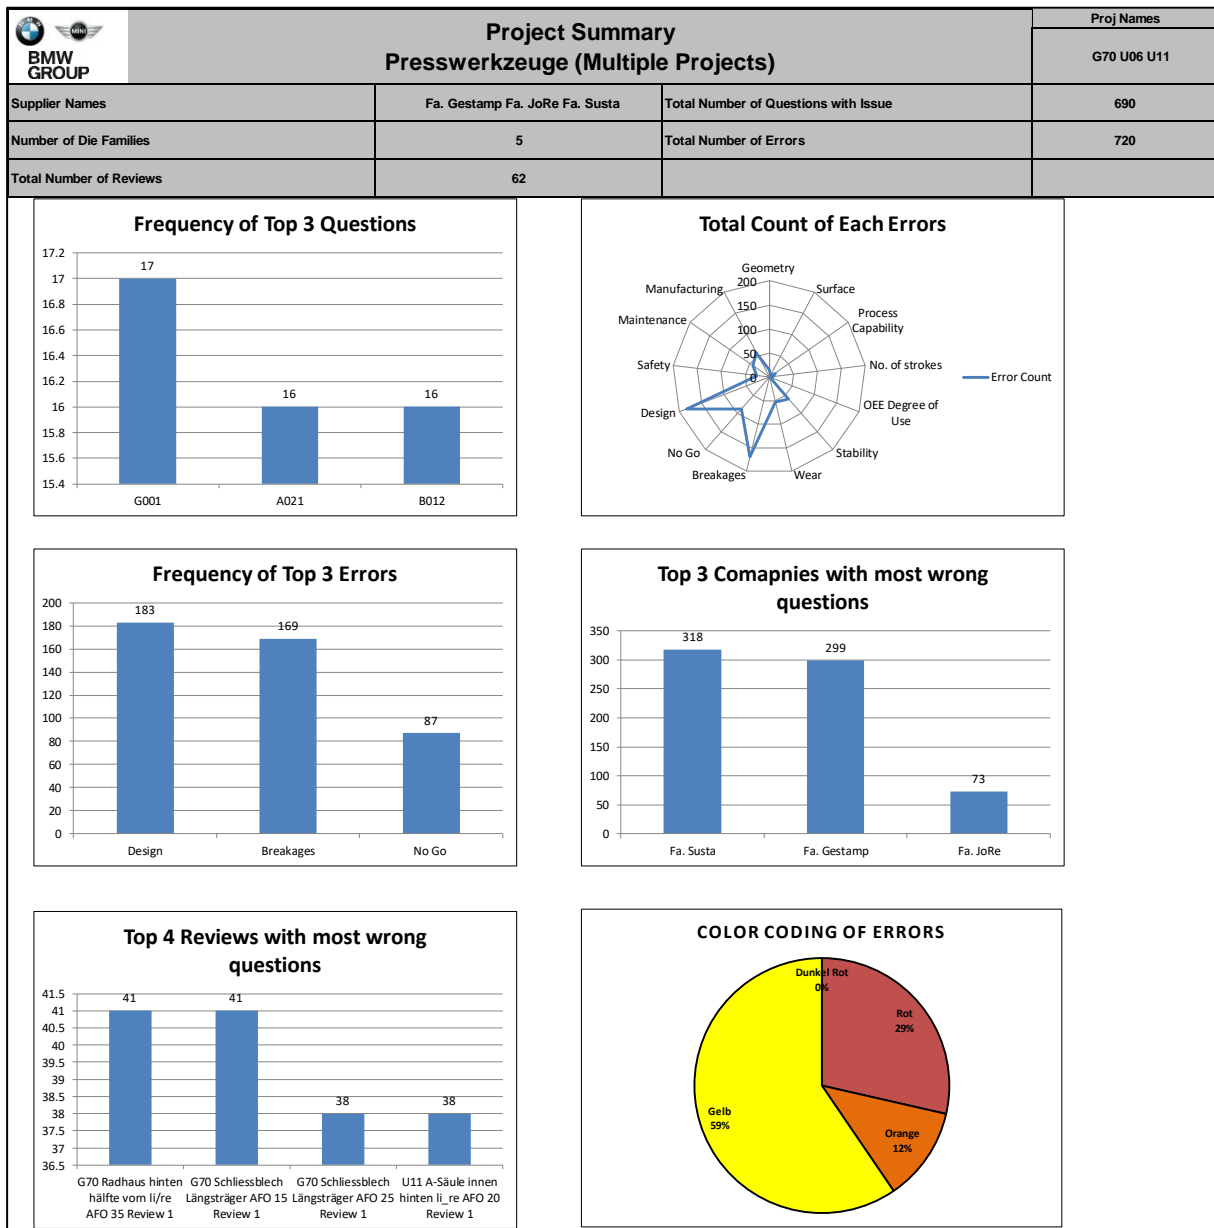 BMW
GROUP
MINI
Project Summary
Presswerkzeuge (Multiple Projects)
Proj Names
G70 U06 U11
Supplier Names
Fa. Gestamp Fa. JoRe Fa. Susta
Total Number of Questions with Issue
690
Number of Die Families
5
Total Number of Errors
720
Total Number of Reviews
62
Frequency of Top 3 Questions
17.2
17
16.8
16.6
16.4
16.2
16
15.8
15.6
15.4
17
16
16
G001
A021
B012
Total Count of Each Errors
Geometry
Surface
Process
Capability
No. of strokes
OEE Degree of
Use
Stability
Wear
Breakages
No Go
Design
Safety
Maintenance
Manufacturing
200
150
100
50
0
Error Count
Frequency of Top 3 Errors
200
180
160
140
120
100
80
60
40
20
0
183
169
87
Design
Breakages
No Go
Top 3 Comapnies with most wrong
questions
350
300
250
200
150
100
50
0
318
299
73
Fa. Susta
Fa. Gestamp
Fa. JoRe
Top 4 Reviews with most wrong
questions
41.5
41
40.5
40
39.5
39
38.5
38
37.5
37
36.5
41
41
38
38
G70 Radhaus hinten
hälfte vom li/re
AFO 35 Review 1
G70 Schliessblech
Längsträger AFO 15
Review 1
G70 Schliessblech
Längsträger AFO 25
Review 1
U11 A-Säule innen
hinten li_re AFO 20
Review 1
COLOR CODING OF ERRORS
Dunkel Rot
0%
Rot
29%
Orange
12%
Gelb
59%